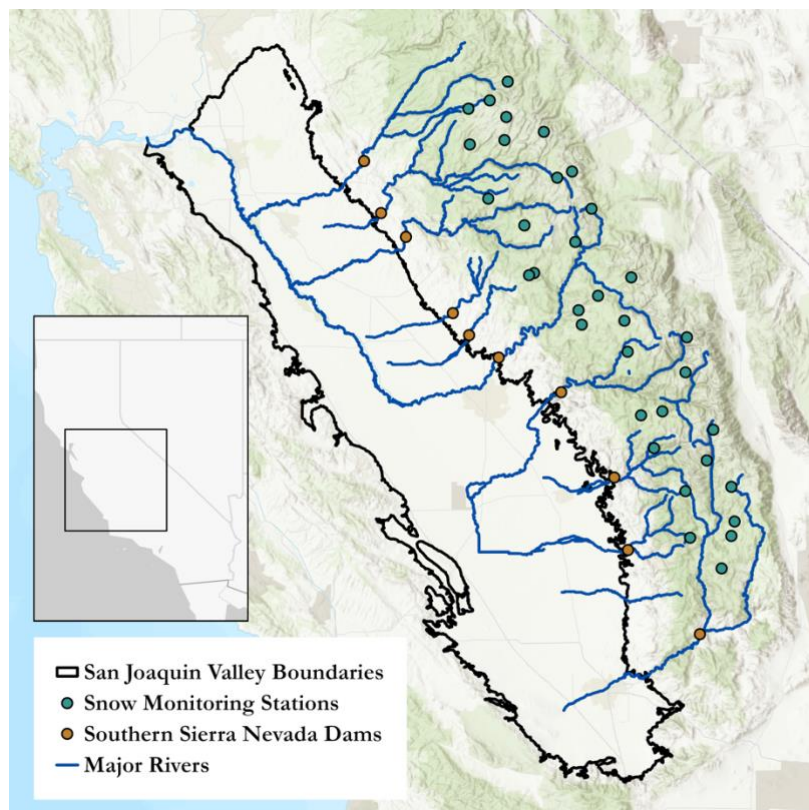 San Joaquin Valley Boundaries
Snow Monitoring Stations
Southern Sierra Nevada Dams
Major Rivers